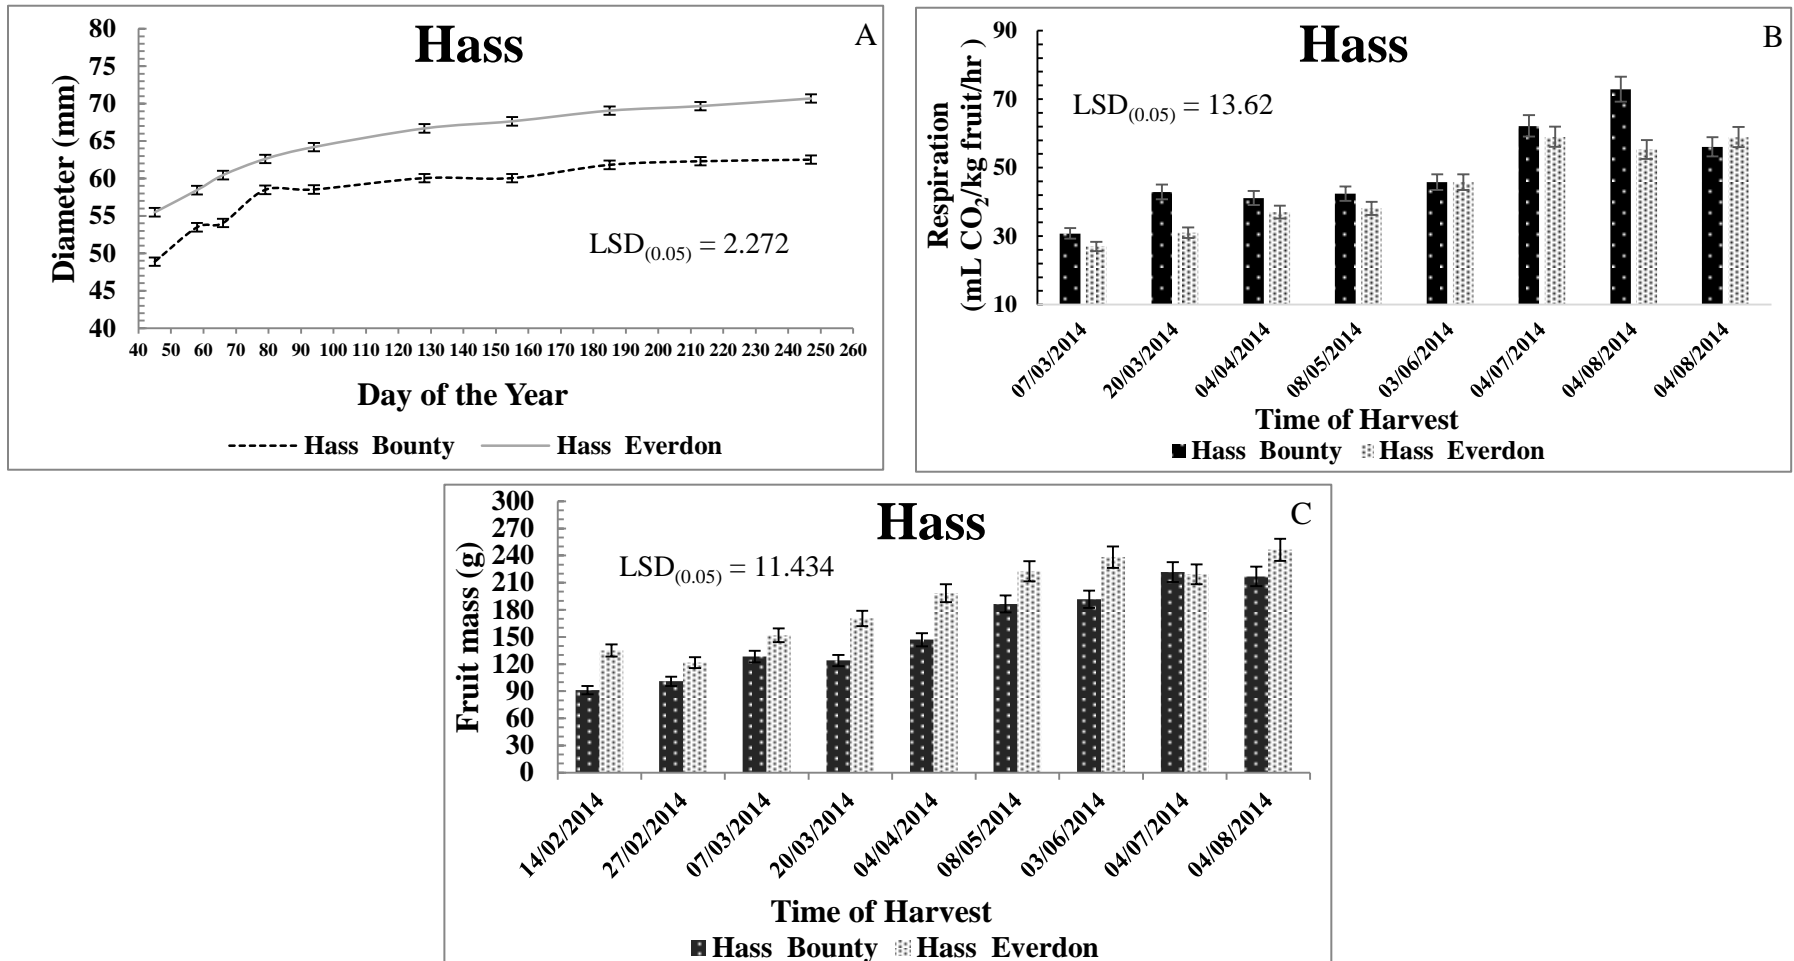 Hass
A
80
75
70
65
60
55
50
45
40
Diameter (mm)
LSD(0.05) = 2.272
40 50 60 70 80 90 100 110 120 130 140 150 160 170 180 190 200 210 220 230 240 250 260
Day of the Year
Hass Bounty Hass Everdon
Hass
B
90
70
50
30
10
Respiration
(mL CO2/kg fruit/hr )
LSD(0.05) = 13.62
07/03/2014
20/03/2014
04/04/2014
08/05/2014
03/06/2014
04/07/2014
04/08/2014
04/08/2014
Time of Harvest
Hass Bounty Hass Everdon
Hass
C
300
270
240
210
180
150
120
90
60
30
0
Fruit mass (g)
LSD(0.05) = 11.434
14/02/2014
27/02/2014
07/03/2014
20/03/2014
04/04/2014
08/05/2014
03/06/2014
04/07/2014
04/08/2014
Time of Harvest
Hass Bounty Hass Everdon